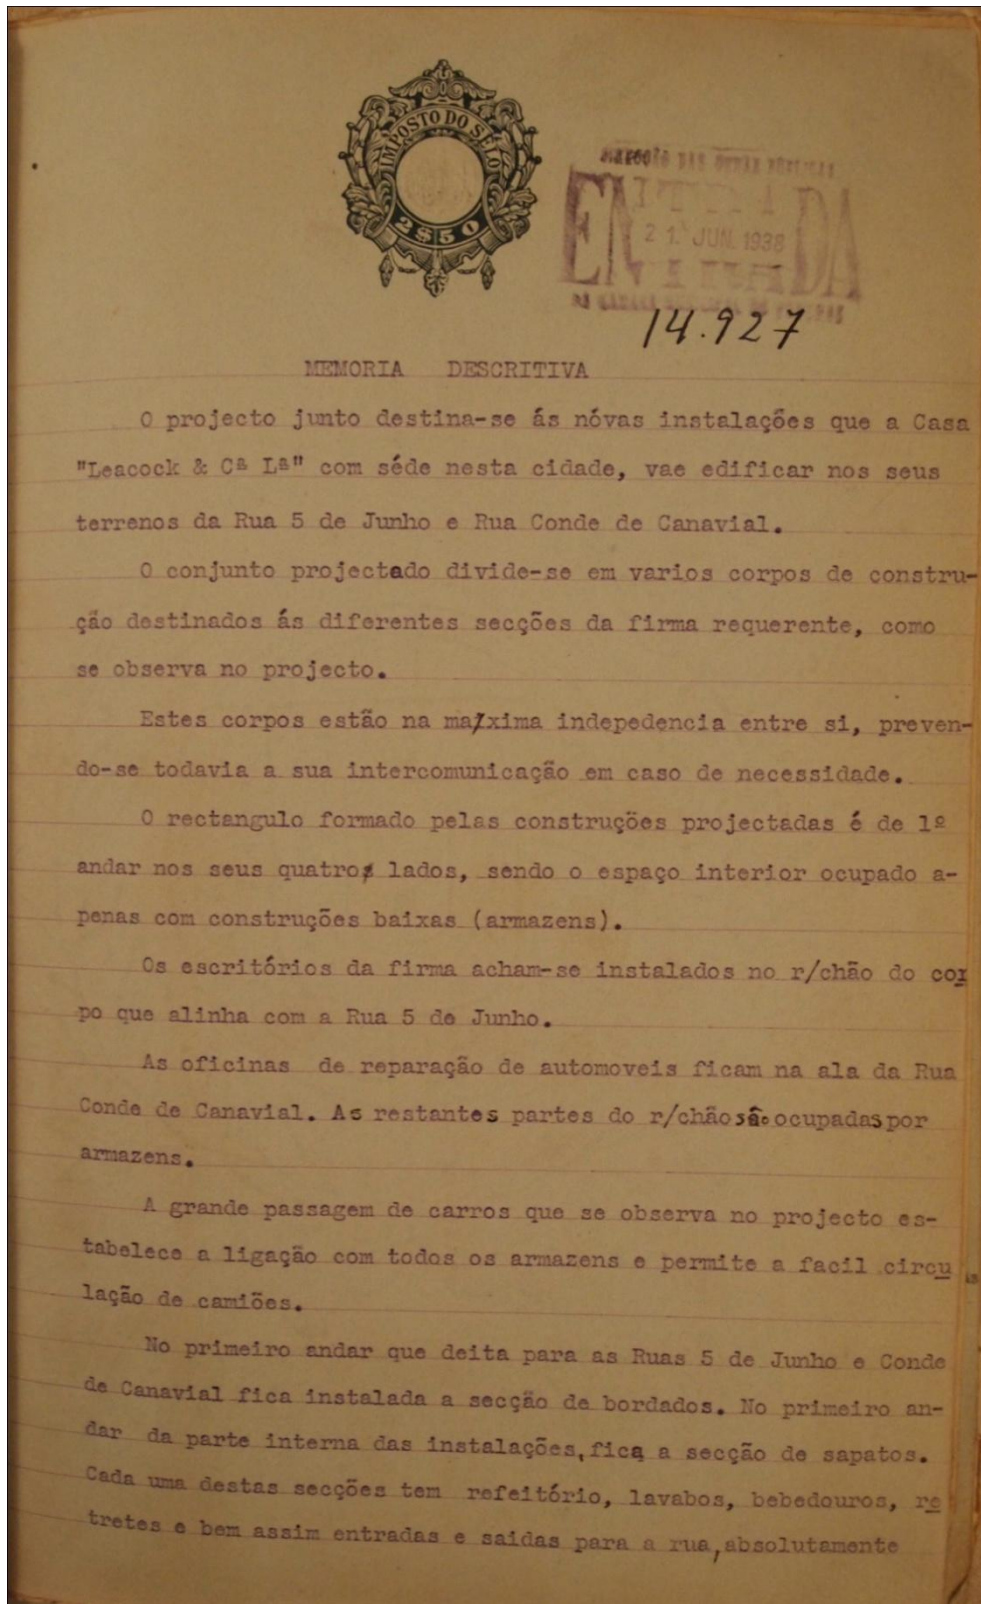 IMPOSTO DO SELO
2$50
DIRECÇÃO DAS OBRAS PUBLICAS
ENTRADA
21. JUN. 1938
DA CAMARA MUNICIPAL DO
14.927
MEMORIA DESCRITIVA
O projecto junto destina-se ás nóvas instalações que a Casa
"Leacock & Cª Lª" com séde nesta cidade, vae edificar nos seus
terrenos da Rua 5 de Junho e Rua Conde de Canavial.
O conjunto projectado divide-se em varios corpos de constru-
ção destinados ás diferentes secções da firma requerente, como
se observa no projecto.
Estes corpos estão na ma/xima indepedencia entre si, preven-
do-se todavia a sua intercomunicação em caso de necessidade.
O rectangulo formado pelas construções projectadas é de 1º
andar nos seus quatro lados, sendo o espaço interior ocupado a-
penas com construções baixas (armazens).
Os escritórios da firma acham-se instalados no r/chão do cor
po que alinha com a Rua 5 de Junho.
As oficinas de reparação de automoveis ficam na ala da Rua
Conde de Canavial. As restantes partes do r/chão são ocupadas por
armazens.
A grande passagem de carros que se observa no projecto es-
tabelece a ligação com todos os armazens e permite a facil circu
lação de camiões.
No primeiro andar que deita para as Ruas 5 de Junho e Conde
de Canavial fica instalada a secção de bordados. No primeiro an-
dar da parte interna das instalações, fica a secção de sapatos.
Cada uma destas secções tem refeitório, lavabos, bebedouros, re
tretes e bem assim entradas e saidas para a rua, absolutamente